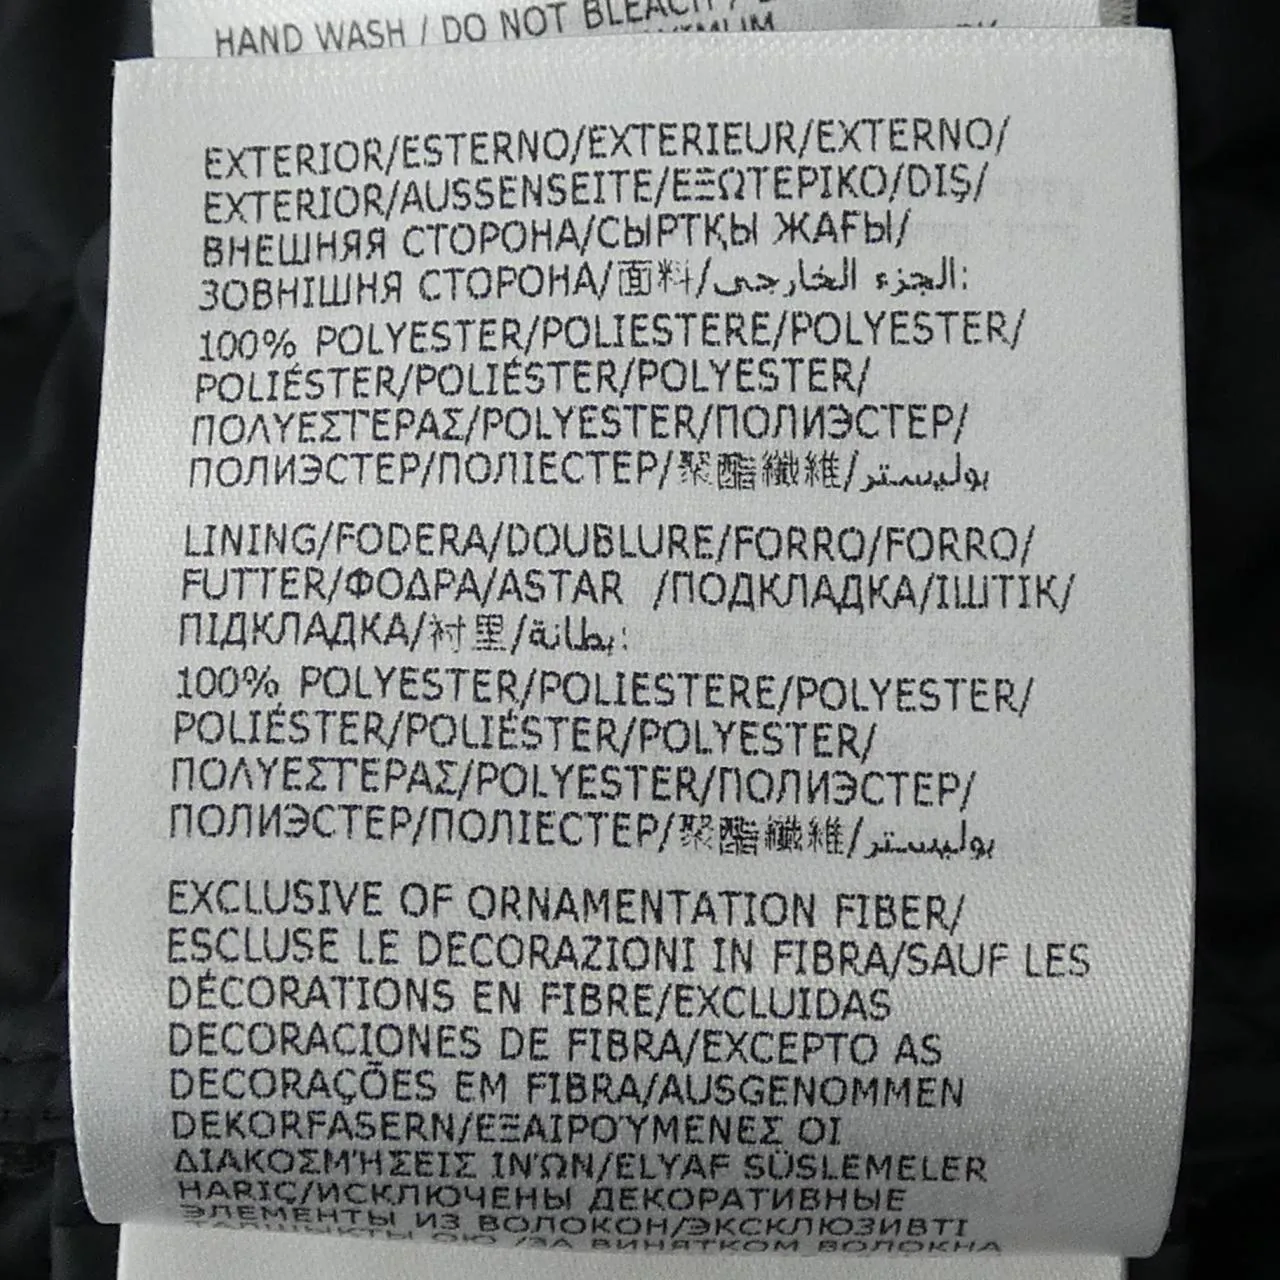 HAND WASH / DO NOT BLEACH /
EXTERIOR/ESTERNO/EXTERIEUR/EXTERNO/
EXTERIOR/AUSSENSEITE/ΕΞΩΤΕΡΙΚΟ/DIŞ/
ВНЕШНЯЯ СТОРОНА/СЫРТҚЫ ЖАҒЫ/
ЗОВНІШНЯ СТОРОНА/面料/الجزء الخارجي:
100% POLYESTER/POLIESTERE/POLYESTER/
POLIÉSTER/POLIÉSTER/POLYESTER/
ΠΟΛΥΕΣΤΕΡΑΣ/POLYESTER/ПОЛИЭСТЕР/
ПОЛИЭСТЕР/ПОЛІЕСТЕР/聚酯纖維/بوليستر
LINING/FODERA/DOUBLURE/FORRO/FORRO/
FUTTER/ΦΟΔΡΑ/ASTAR /ПОДКЛАДКА/ІШТІК/
ПІДКЛАДКА/衬里/بطانة:
100% POLYESTER/POLIESTERE/POLYESTER/
POLIÉSTER/POLIÉSTER/POLYESTER/
ΠΟΛΥΕΣΤΕΡΑΣ/POLYESTER/ПОЛИЭСТЕР/
ПОЛИЭСТЕР/ПОЛІЕСТЕР/聚酯纖維/بوليستر
EXCLUSIVE OF ORNAMENTATION FIBER/
ESCLUSE LE DECORAZIONI IN FIBRA/SAUF LES
DÉCORATIONS EN FIBRE/EXCLUIDAS
DECORACIONES DE FIBRA/EXCEPTO AS
DECORAÇÕES EM FIBRA/AUSGENOMMEN
DEKORFASERN/ΕΞΑΙΡΟΎΜΕΝΕΣ ΟΙ
ΔΙΑΚΟΣΜΉΣΕΙΣ ΙΝΏΝ/ELYAF SÜSLEMELER
HARIÇ/ИСКЛЮЧЕНЫ ДЕКОРАТИВНЫЕ
ЭЛЕМЕНТЫ ИЗ ВОЛОКОН/ЭКСКЛЮЗИВТІ
/ЗА ВИНЯТКОМ ВОЛОКНА